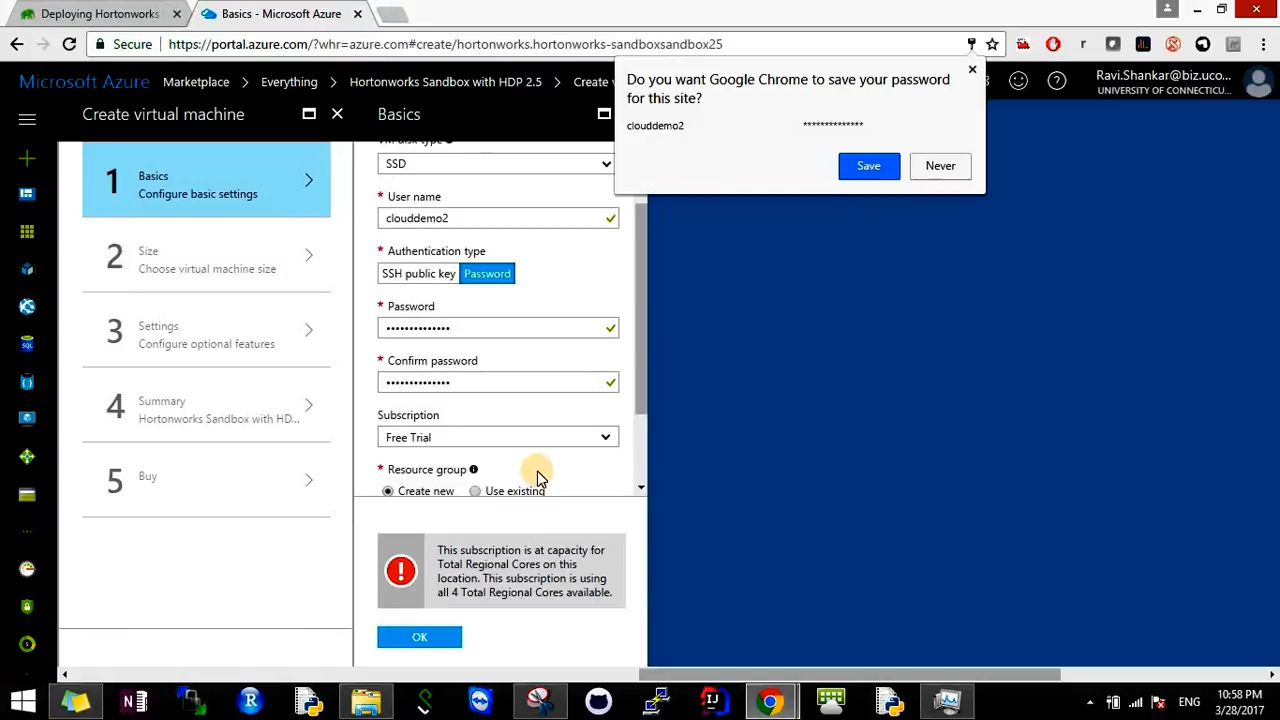 Deploying Hortonworks
Basics - Microsoft Azure
Secure
https://portal.azure.com/?whr=azure.com#create/hortonworks.hortonworks-sandboxsandbox25
Microsoft Azure
Marketplace
Everything
Hortonworks Sandbox with HDP 2.5
Create v
Ravi.Shankar@biz.uco...
UNIVERSITY OF CONNECTICU...
Do you want Google Chrome to save your password
for this site?
clouddemo2 **************
Save
Never
Create virtual machine
1
Basics
Configure basic settings
2
Size
Choose virtual machine size
3
Settings
Configure optional features
4
Summary
Hortonworks Sandbox with HD...
5
Buy
Basics
VM disk type
SSD
* User name
clouddemo2
* Authentication type
SSH public key
Password
* Password
••••••••••••••
* Confirm password
••••••••••••••
Subscription
Free Trial
* Resource group
Create new
Use existing
This subscription is at capacity for
Total Regional Cores on this
location. This subscription is using
all 4 Total Regional Cores available.
OK
ENG
10:58 PM
3/28/2017